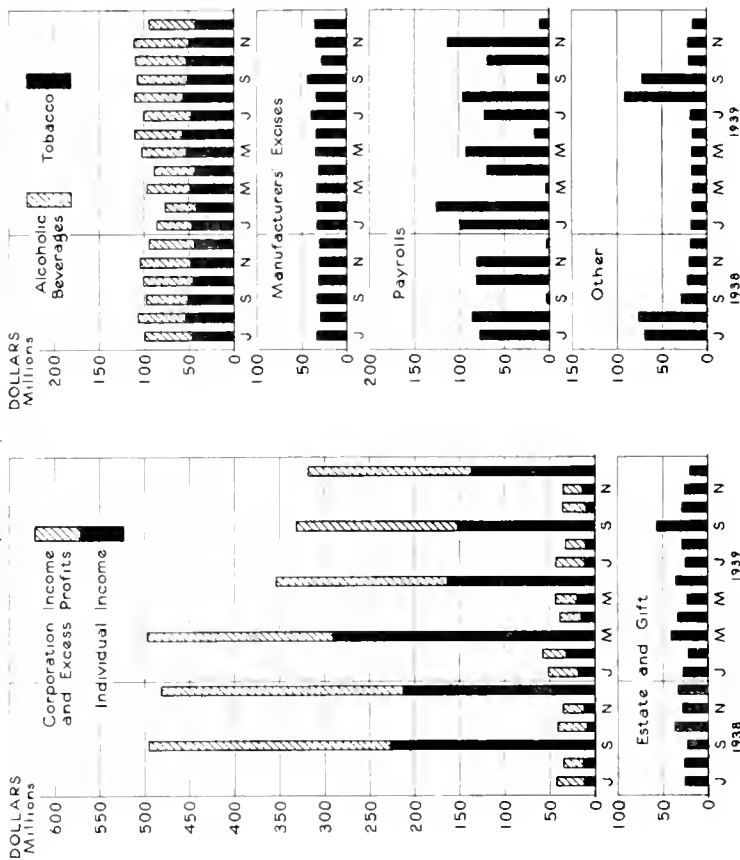 DOLLARS
Millions
600
550
500
450
400
350
300
250
200
150
100
50
0
Corporation Income
and Excess Profits
Individual Income
J S N J M M J S N
Estate and Gift
100
50
0
J S N J M M J S N
1938 1939
DOLLARS
Millions
200
150
100
50
0
Alcoholic
Beverages
Tobacco
J S N J M M J S N
Manufacturers' Excises
100
50
0
J S N J M M J S N
Payrolls
200
150
100
50
0
J S N J M M J S N
Other
150
100
50
0
J S N J M M J S N
1938 1939